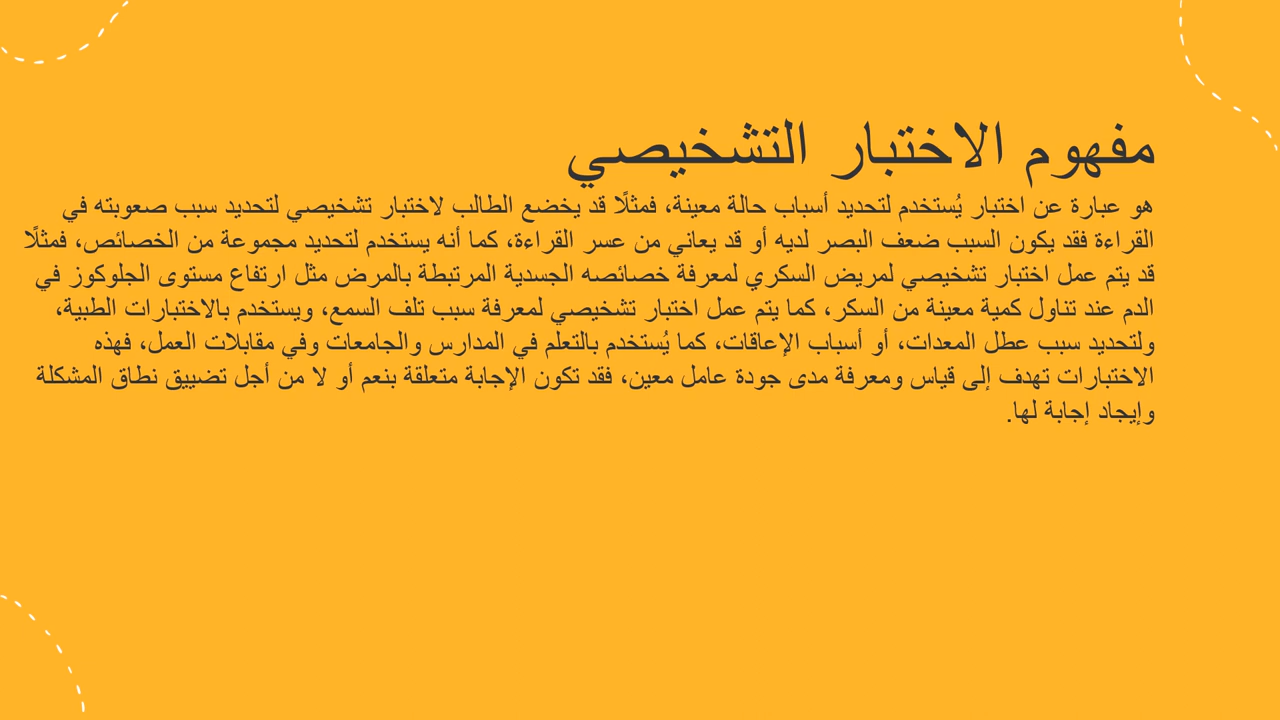 مفهوم الاختبار التشخيصي
هو عبارة عن اختبار يُستخدم لتحديد أسباب حالة معينة، فمثلًا قد يخضع الطالب لاختبار تشخيصي لتحديد سبب صعوبته في
القراءة فقد يكون السبب ضعف البصر لديه أو قد يعاني من عسر القراءة، كما أنه يستخدم لتحديد مجموعة من الخصائص، فمثلًا
قد يتم عمل اختبار تشخيصي لمريض السكري لمعرفة خصائصه الجسدية المرتبطة بالمرض مثل ارتفاع مستوى الجلوكوز في
الدم عند تناول كمية معينة من السكر، كما يتم عمل اختبار تشخيصي لمعرفة سبب تلف السمع، ويستخدم بالاختبارات الطبية،
ولتحديد سبب عطل المعدات، أو أسباب الإعاقات، كما يُستخدم بالتعلم في المدارس والجامعات وفي مقابلات العمل، فهذه
الاختبارات تهدف إلى قياس ومعرفة مدى جودة عامل معين، فقد تكون الإجابة متعلقة بنعم أو لا من أجل تضييق نطاق المشكلة
وإيجاد إجابة لها.